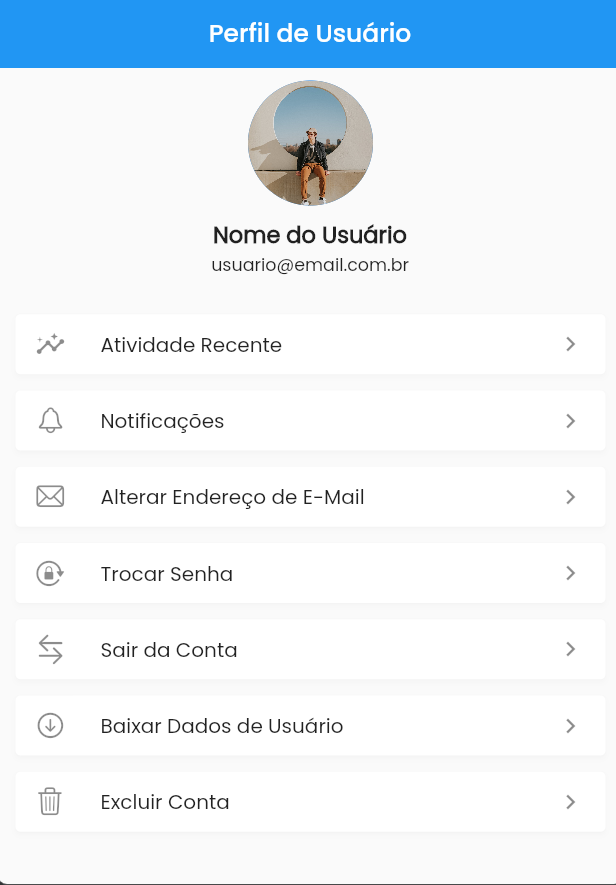 Perfil de Usuário
Nome do Usuário
usuario@email.com.br
Atividade Recente
Notificações
Alterar Endereço de E-Mail
Trocar Senha
Sair da Conta
Baixar Dados de Usuário
Excluir Conta